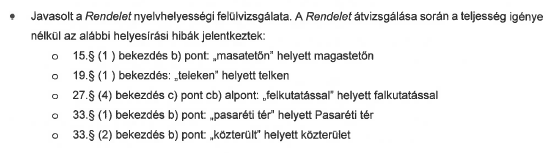 • Javasolt a Rendelet nyelvhelyességi felülvizsgálata. A Rendelet átvizsgálása során a teljesség igénye
nélkül az alábbi helyesírási hibák jelentkeztek:
o 15.§ (1 ) bekezdés b) pont: „masatetőn” helyett magastetőn
o 19.§ (1) bekezdés: „teleken” helyett telken
o 27.§ (4) bekezdés c) pont cb) alpont: „felkutatással” helyett falkutatással
o 33.§ (1) bekezdés b) pont: „pasaréti tér” helyett Pasaréti tér
o 33.§ (2) bekezdés b) pont: „közterült” helyett közterület